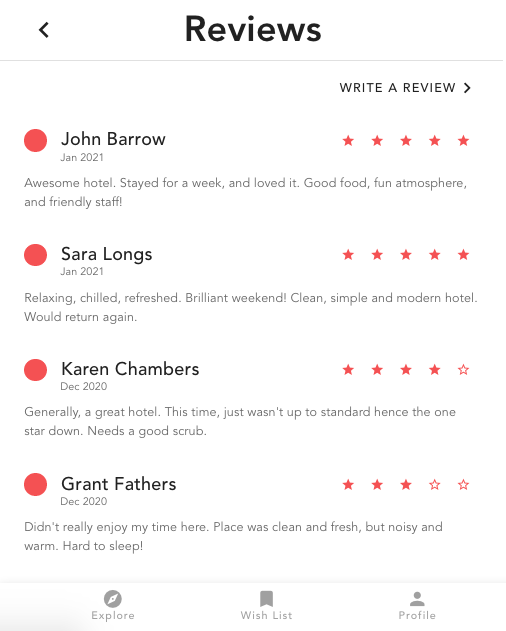 Reviews
WRITE A REVIEW
John Barrow
Jan 2021
Awesome hotel. Stayed for a week, and loved it. Good food, fun atmosphere,
and friendly staff!
Sara Longs
Jan 2021
Relaxing, chilled, refreshed. Brilliant weekend! Clean, simple and modern hotel.
Would return again.
Karen Chambers
Dec 2020
Generally, a great hotel. This time, just wasn't up to standard hence the one
star down. Needs a good scrub.
Grant Fathers
Dec 2020
Didn't really enjoy my time here. Place was clean and fresh, but noisy and
warm. Hard to sleep!
Explore Wish List Profile